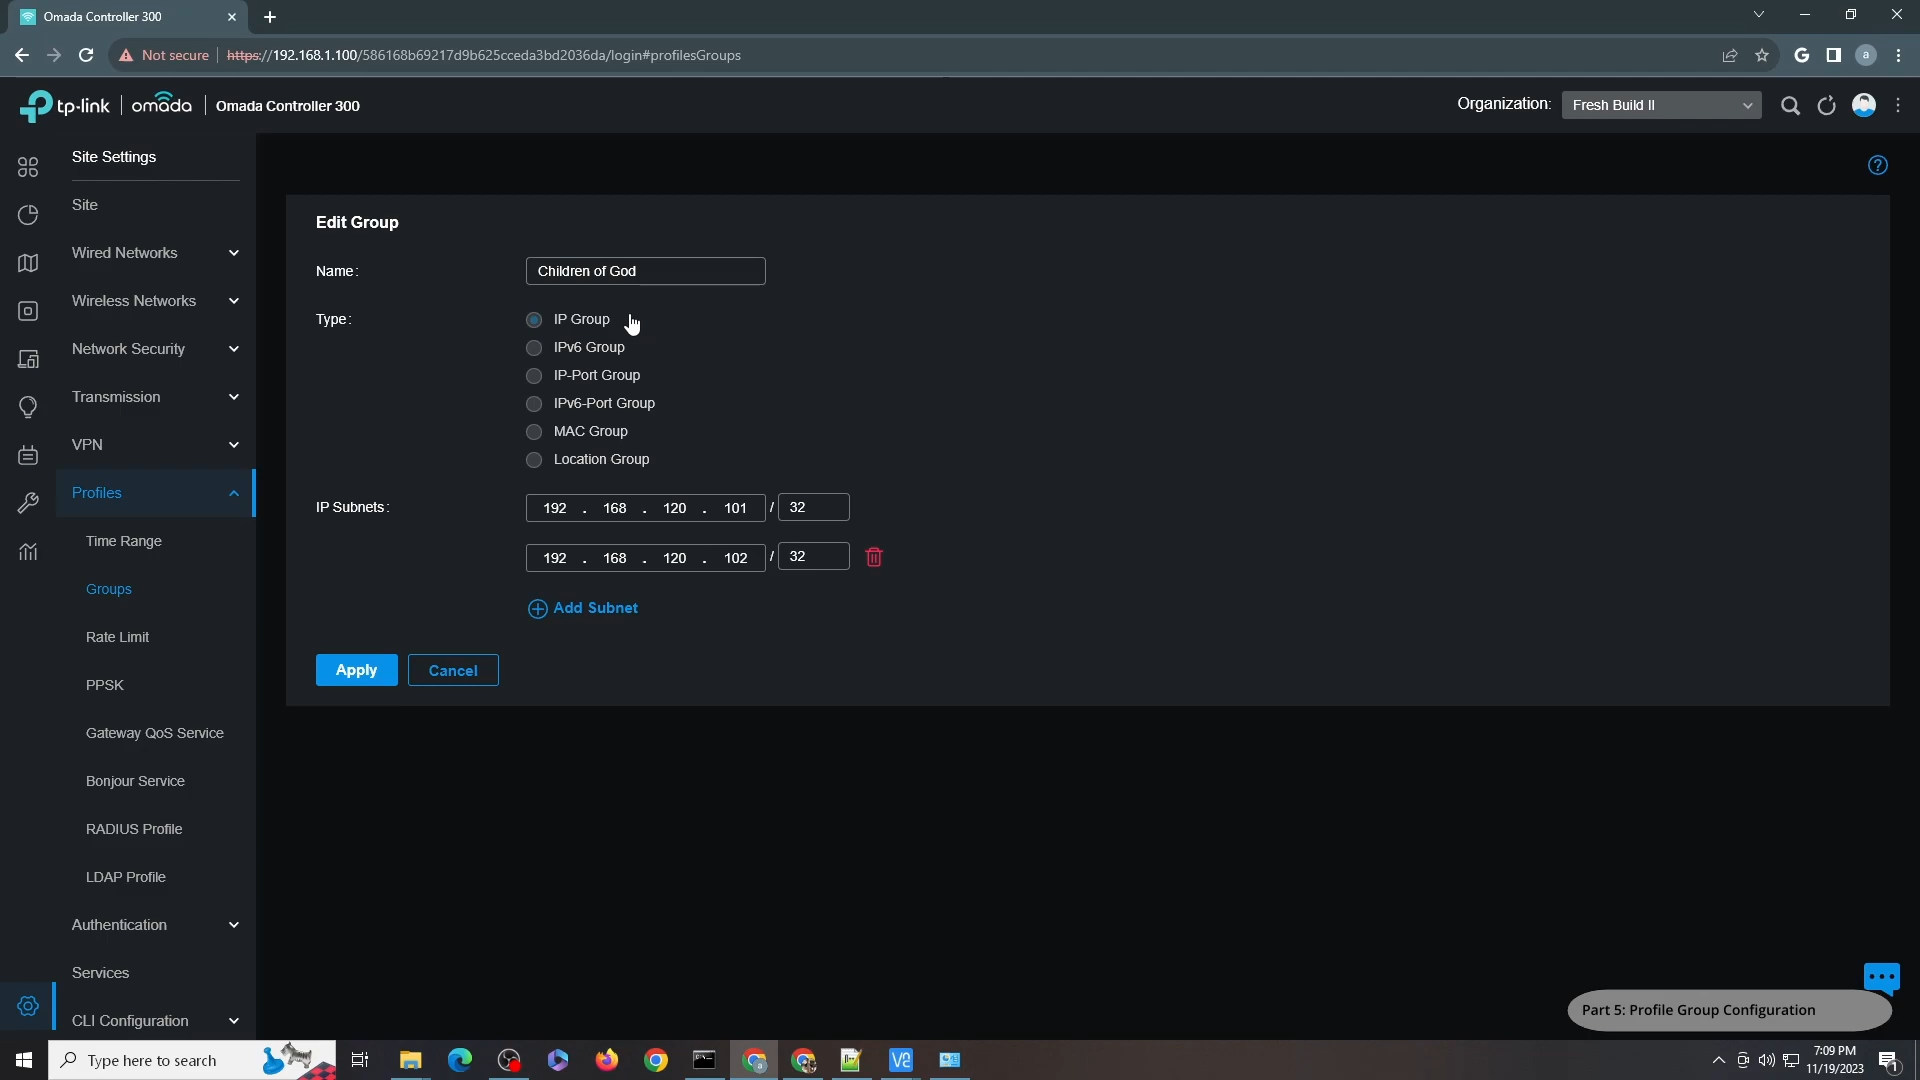 Omada Controller 300
Not secure https://192.168.1.100/586168b69217d9b625cceda3bd2036da/login#profilesGroups
a
tp-link omada Omada Controller 300
Organization: Fresh Build II
Site Settings
Site
Wired Networks
Wireless Networks
Network Security
Transmission
VPN
Profiles
Time Range
Groups
Rate Limit
PPSK
Gateway QoS Service
Bonjour Service
RADIUS Profile
LDAP Profile
Authentication
Services
CLI Configuration
Edit Group
Name: Children of God
Type: IP Group
IPv6 Group
IP-Port Group
IPv6-Port Group
MAC Group
Location Group
IP Subnets: 192 . 168 . 120 . 101 / 32
192 . 168 . 120 . 102 / 32
Add Subnet
Apply Cancel
Part 5: Profile Group Configuration
Type here to search
7:09 PM
11/19/2023
1